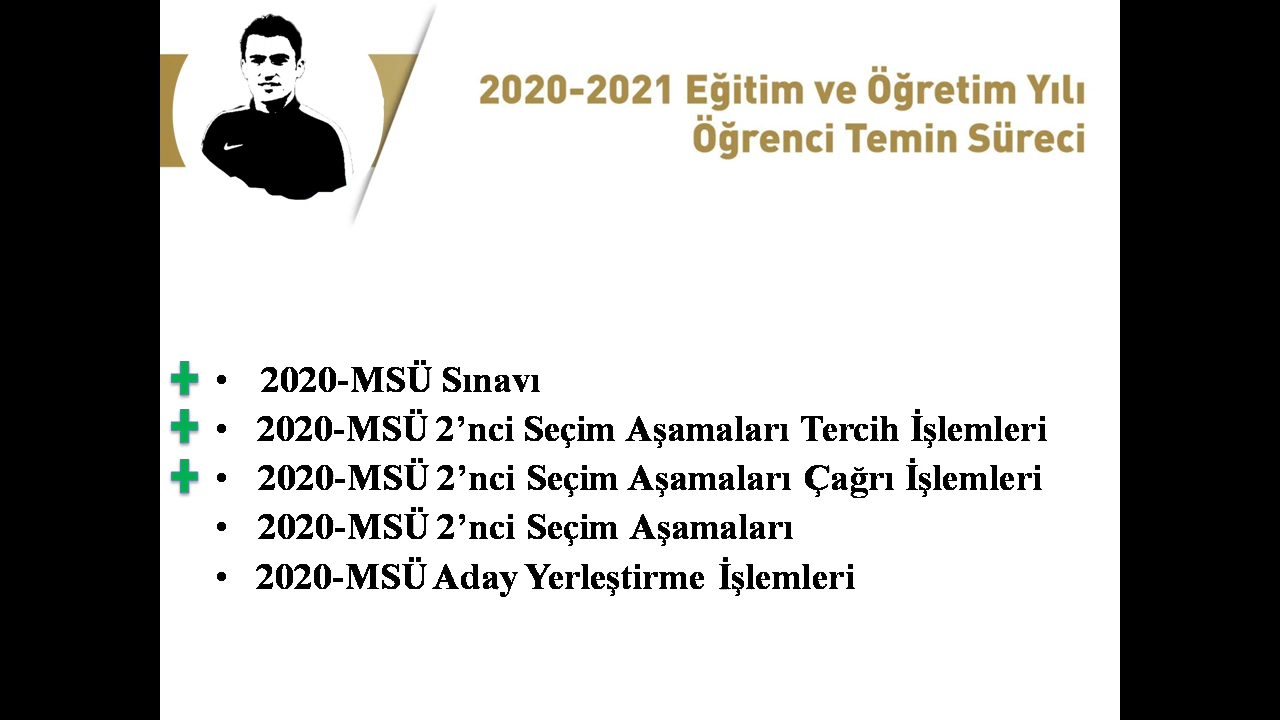 2020-2021 Eğitim ve Öğretim Yılı
Öğrenci Temin Süreci
• 2020-MSÜ Sınavı
• 2020-MSÜ 2’nci Seçim Aşamaları Tercih İşlemleri
• 2020-MSÜ 2’nci Seçim Aşamaları Çağrı İşlemleri
• 2020-MSÜ 2’nci Seçim Aşamaları
• 2020-MSÜ Aday Yerleştirme İşlemleri